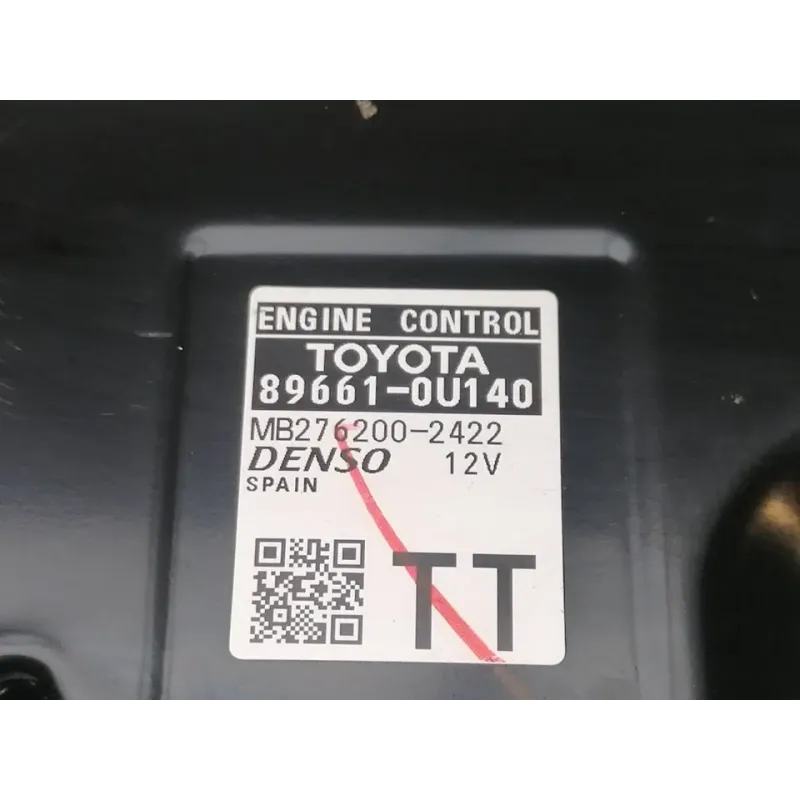 ENGINE CONTROL
TOYOTA
89661-0U140
MB276200-2422
DENSO 12V
SPAIN
TT